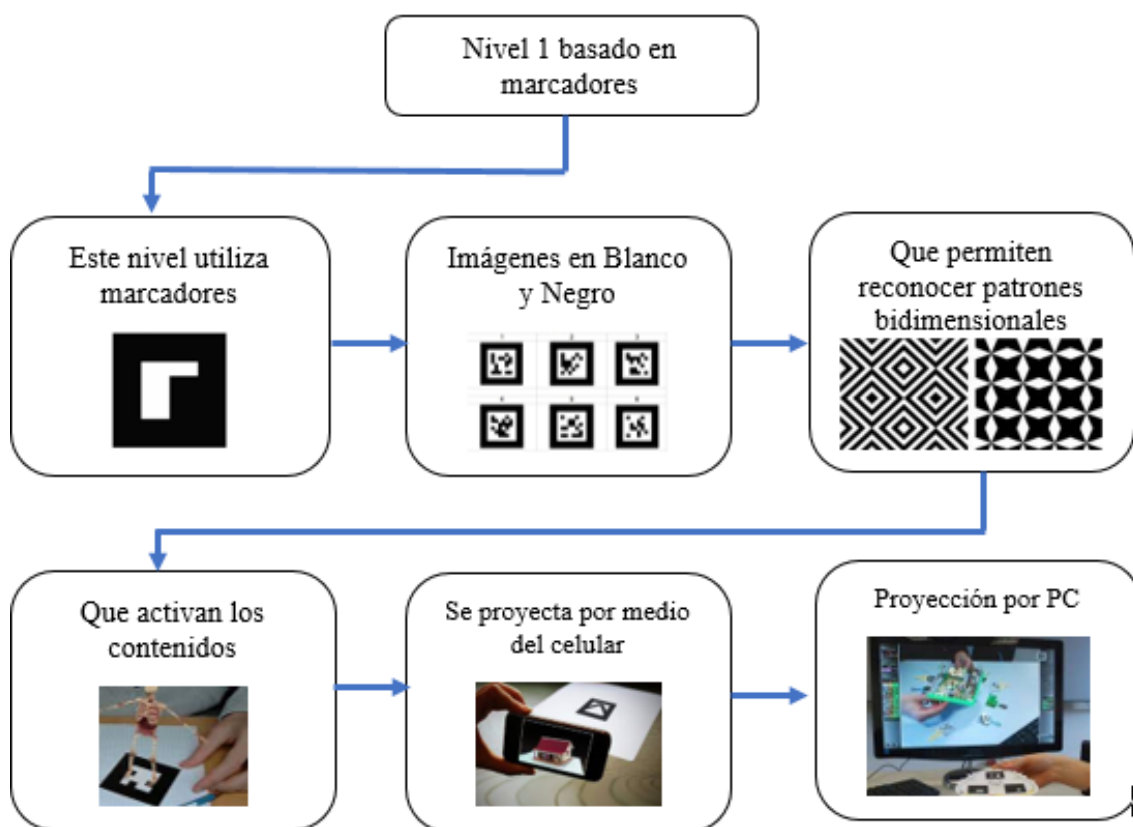 Nivel 1 basado en
marcadores
Este nivel utiliza
marcadores
Imágenes en Blanco
y Negro
Que permiten
reconocer patrones
bidimensionales
Que activan los
contenidos
Se proyecta por medio
del celular
Proyección por PC